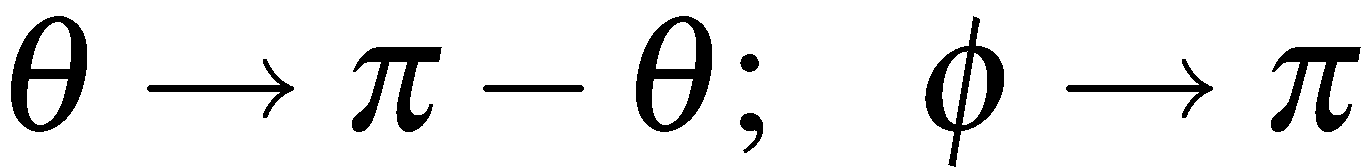 θ → π − θ;   ϕ → π